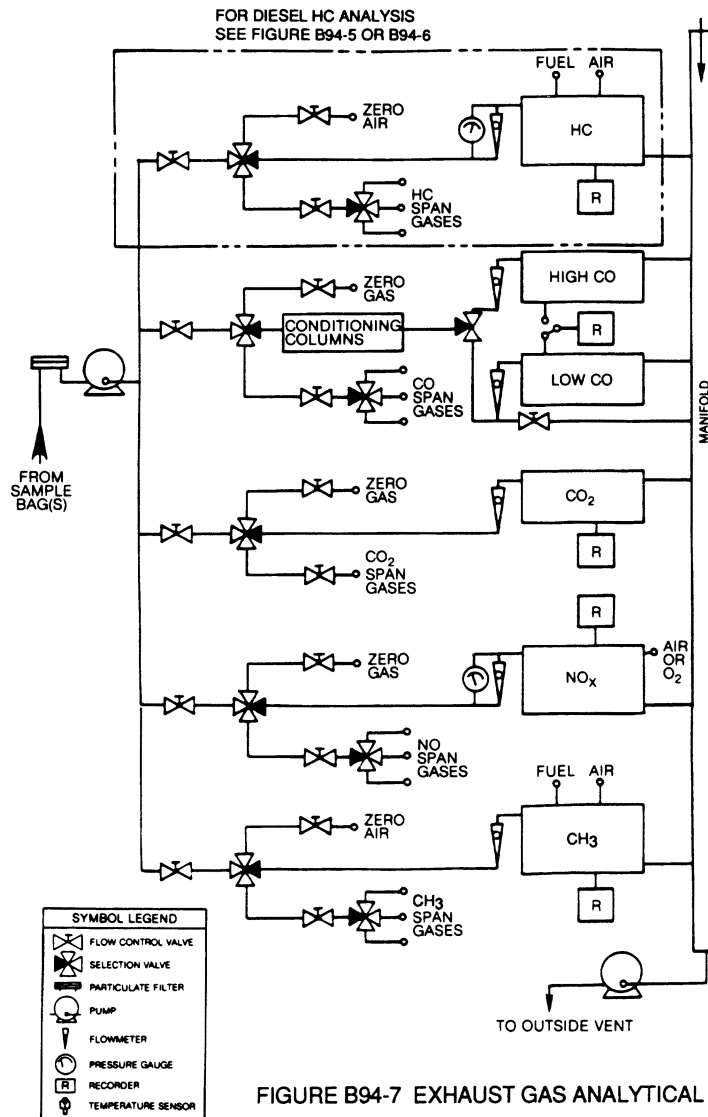 FOR DIESEL HC ANALYSIS
SEE FIGURE B94-5 OR B94-6
FUEL AIR
ZERO
AIR
HC
R
HC
SPAN
GASES
ZERO
GAS
HIGH CO
CONDITIONING
COLUMNS
R
LOW CO
CO
SPAN
GASES
MANIFOLD
FROM
SAMPLE
BAG(S)
ZERO
GAS
CO2
R
CO2
SPAN
GASES
R
ZERO
GAS
AIR
OR
O2
NOX
NO
SPAN
GASES
FUEL AIR
ZERO
AIR
CH3
R
CH3
SPAN
GASES
SYMBOL LEGEND
FLOW CONTROL VALVE
SELECTION VALVE
PARTICULATE FILTER
PUMP
FLOWMETER
PRESSURE GAUGE
R RECORDER
TEMPERATURE SENSOR
TO OUTSIDE VENT
FIGURE B94-7 EXHAUST GAS ANALYTICAL